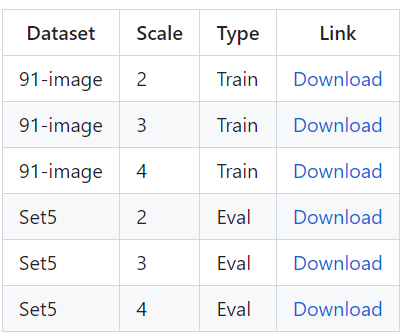 Dataset Scale Type Link
91-image 2 Train Download
91-image 3 Train Download
91-image 4 Train Download
Set5 2 Eval Download
Set5 3 Eval Download
Set5 4 Eval Download